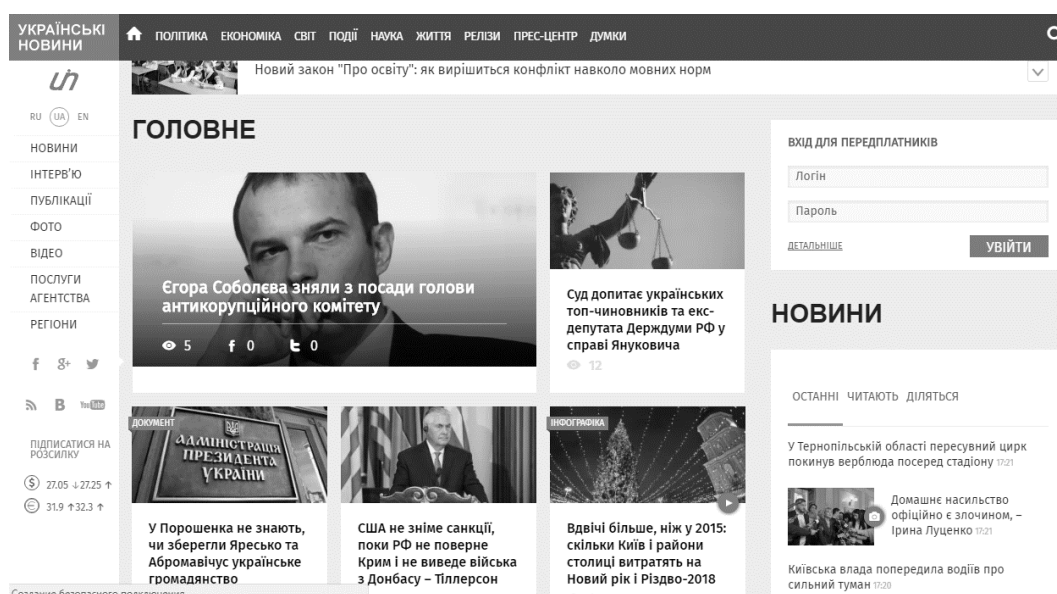 УКРАЇНСЬКІ
НОВИНИ
ПОЛІТИКА ЕКОНОМІКА СВІТ ПОДІЇ НАУКА ЖИТТЯ РЕЛІЗИ ПРЕС-ЦЕНТР ДУМКИ
Новий закон "Про освіту": як вирішиться конфлікт навколо мовних норм
RU UA EN
НОВИНИ
ІНТЕРВ'Ю
ПУБЛІКАЦІЇ
ФОТО
ВІДЕО
ПОСЛУГИ
АГЕНТСТВА
РЕГІОНИ
f g+
B You Tube
ПІДПИСАТИСЯ НА
РОЗСИЛКУ
$ 27.05 ↓27.25 ↑
€ 31.9 ↑32.3 ↑
ГОЛОВНЕ
Єгора Соболєва зняли з посади голови
антикорупційного комітету
5 f 0 t 0
Суд допитає українських
топ-чиновників та екс-
депутата Держдуми РФ у
справі Януковича
12
ДОКУМЕНТ
АДМІНІСТРАЦІЯ
ПРЕЗИДЕНТА
УКРАЇНИ
У Порошенка не знають,
чи зберегли Яресько та
Абромавічус українське
громадянство
США не зніме санкції,
поки РФ не поверне
Крим і не виведе війська
з Донбасу – Тіллерсон
ІНФОГРАФІКА
Вдвічі більше, ніж у 2015:
скільки Київ і райони
столиці витратять на
Новий рік і Різдво-2018
ВХІД ДЛЯ ПЕРЕДПЛАТНИКІВ
Логін
Пароль
ДЕТАЛЬНІШЕ УВІЙТИ
НОВИНИ
ОСТАННІ ЧИТАЮТЬ ДІЛЯТЬСЯ
У Тернопільській області пересувний цирк
покинув верблюда посеред стадіону 17:21
Домашнє насильство
офіційно є злочином, –
Ірина Луценко 17:21
Київська влада попередила водіїв про
сильний туман 17:20
Создание безопасного подключения